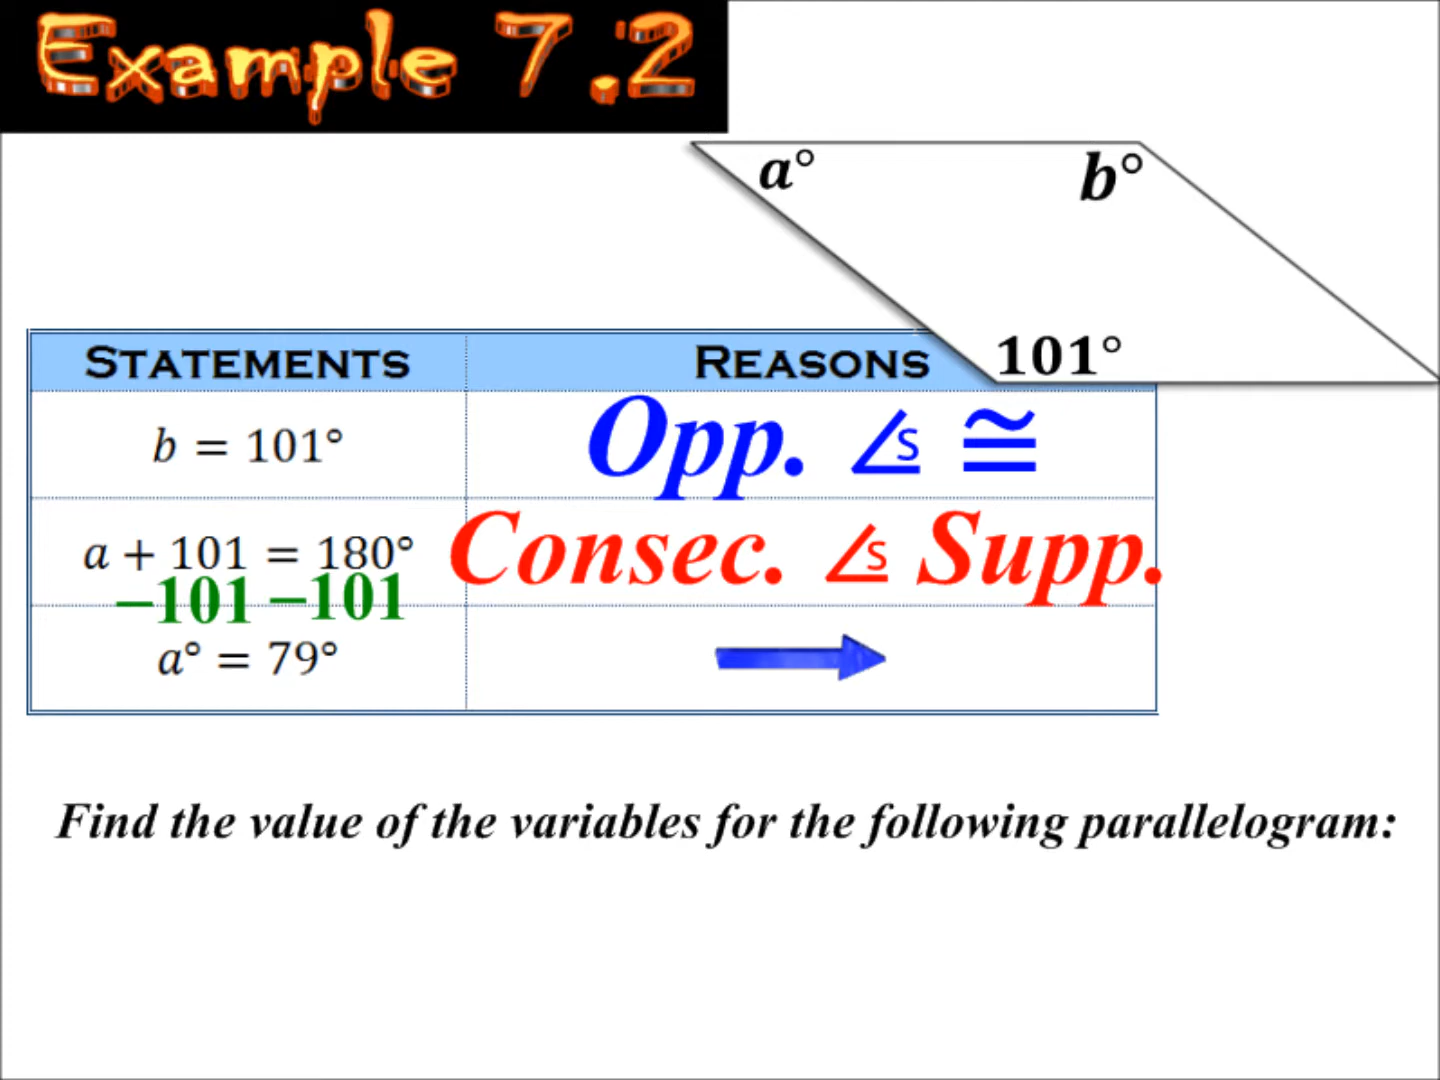 Example 7.2
a° b°
101°
STATEMENTS REASONS
b = 101° Opp. ∠s ≅
a + 101 = 180° Consec. ∠s Supp.
−101 −101
a° = 79°
Find the value of the variables for the following parallelogram: